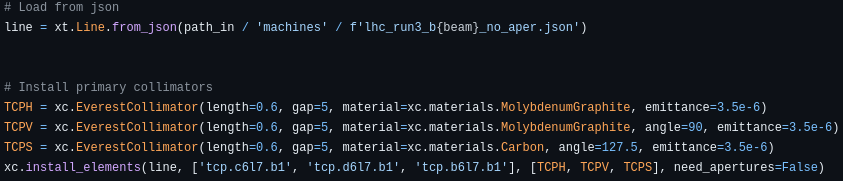 # Load from json
line = xt.Line.from_json(path_in / 'machines' / f'lhc_run3_b{beam}_no_aper.json')
# Install primary collimators
TCPH = xc.EverestCollimator(length=0.6, gap=5, material=xc.materials.MolybdenumGraphite, emittance=3.5e-6)
TCPV = xc.EverestCollimator(length=0.6, gap=5, material=xc.materials.MolybdenumGraphite, angle=90, emittance=3.5e-6)
TCPS = xc.EverestCollimator(length=0.6, gap=5, material=xc.materials.Carbon, angle=127.5, emittance=3.5e-6)
xc.install_elements(line, ['tcp.c6l7.b1', 'tcp.d6l7.b1', 'tcp.b6l7.b1'], [TCPH, TCPV, TCPS], need_apertures=False)